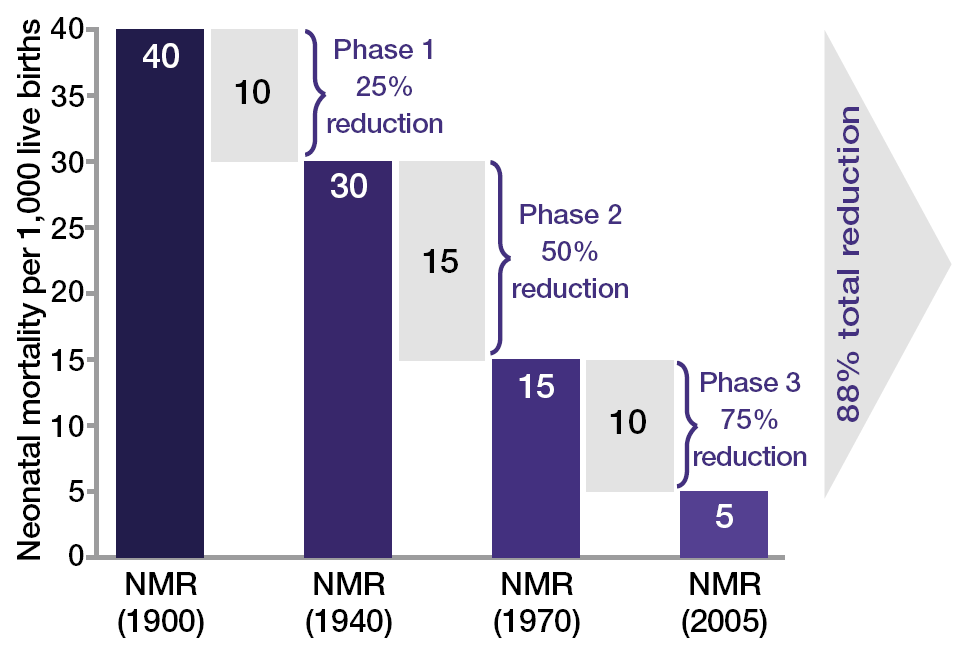 Neonatal mortality per 1,000 live births
40
35
30
25
20
15
10
5
0
40
10
Phase 1
25%
reduction
30
15
Phase 2
50%
reduction
15
10
Phase 3
75%
reduction
5
88% total reduction
NMR
(1900)
NMR
(1940)
NMR
(1970)
NMR
(2005)